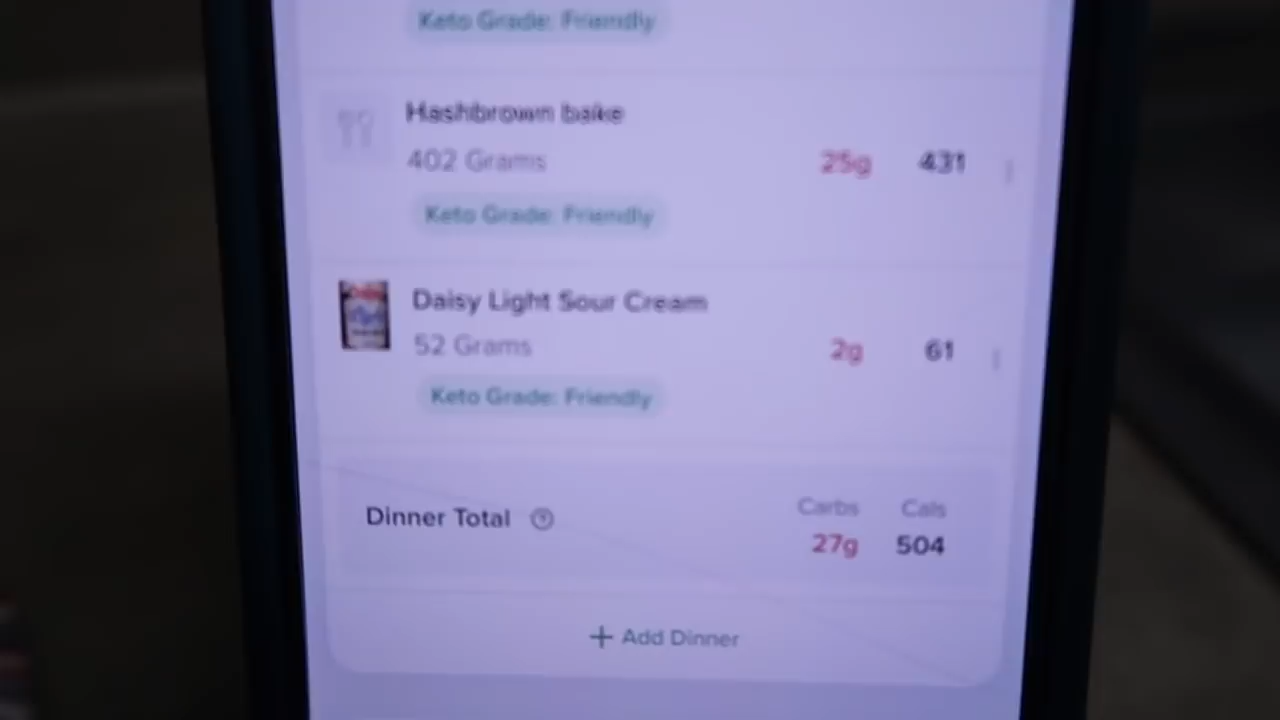 Keto Grade: Friendly
Hashbrown bake
402 Grams
25g
431
Keto Grade: Friendly
Daisy Light Sour Cream
52 Grams
2g
61
Keto Grade: Friendly
Dinner Total
Carbs
Cals
27g
504
+ Add Dinner